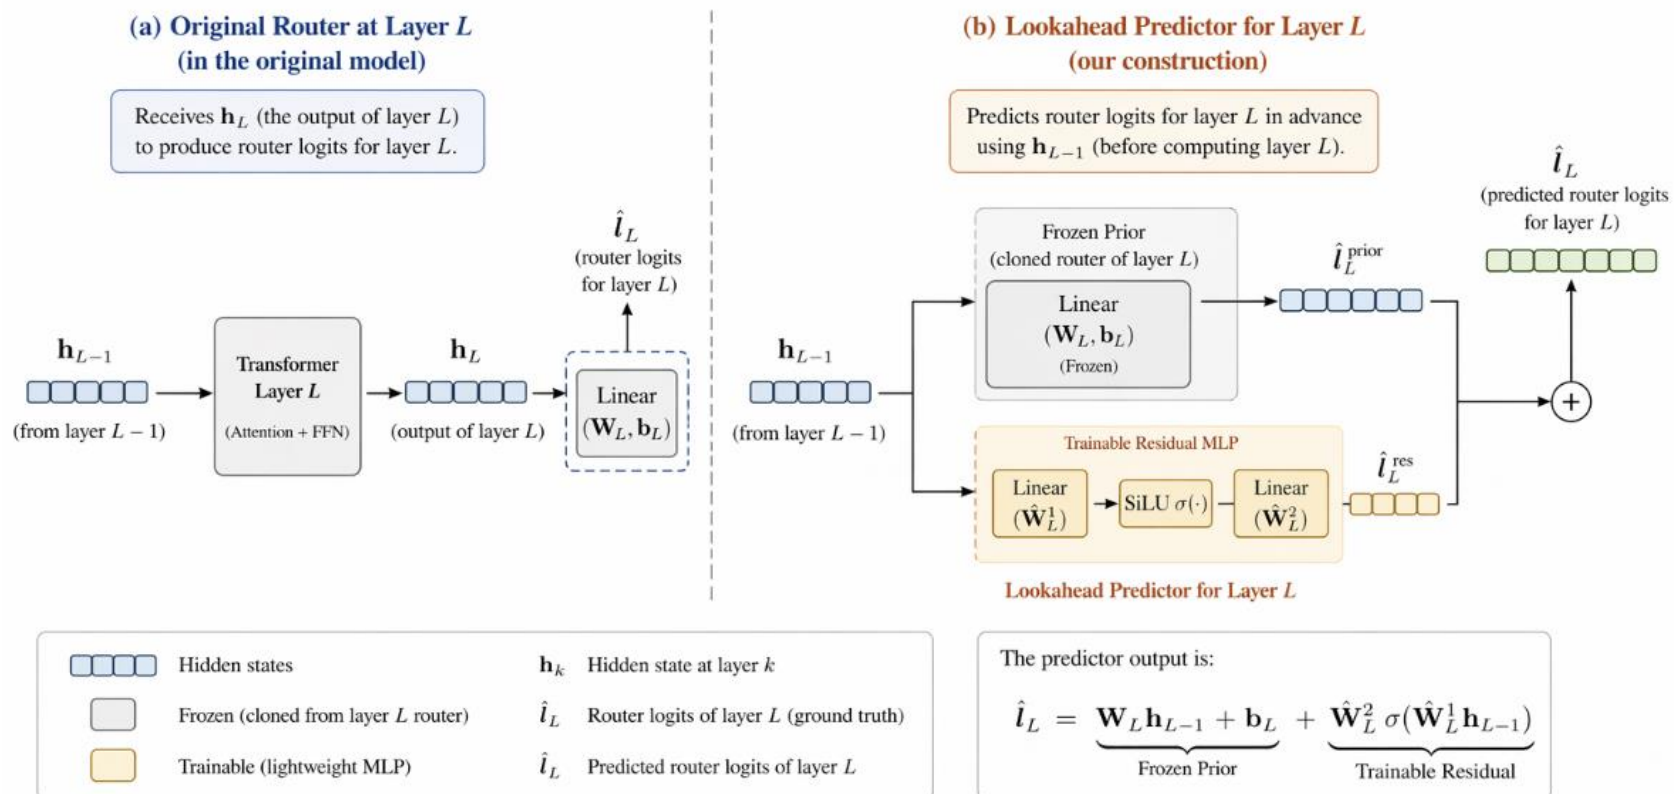 (a) Original Router at Layer L
(in the original model)
Receives h_L (the output of layer L)
to produce router logits for layer L.
l̂_L
(router logits
for layer L)
h_{L−1}
(from layer L − 1)
Transformer
Layer L
(Attention + FFN)
h_L
(output of layer L)
Linear
(W_L, b_L)
(b) Lookahead Predictor for Layer L
(our construction)
Predicts router logits for layer L in advance
using h_{L−1} (before computing layer L).
l̂_L
(predicted router logits
for layer L)
h_{L−1}
(from layer L − 1)
Frozen Prior
(cloned router of layer L)
Linear
(W_L, b_L)
(Frozen)
l̂_L^prior
Trainable Residual MLP
Linear
(Ŵ_L^1)
SiLU σ(·)
Linear
(Ŵ_L^2)
l̂_L^res
+
Lookahead Predictor for Layer L
Hidden states
Frozen (cloned from layer L router)
Trainable (lightweight MLP)
h_k Hidden state at layer k
l̂_L Router logits of layer L (ground truth)
l̂_L Predicted router logits of layer L
The predictor output is:
l̂_L = W_L h_{L−1} + b_L + Ŵ_L^2 σ(Ŵ_L^1 h_{L−1})
Frozen Prior
Trainable Residual